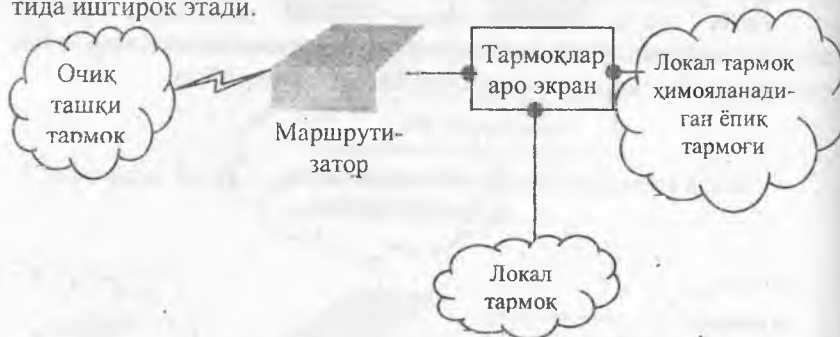 тида иштирок этади.
Очиқ
ташқи
тармоқ
Маршрути-
затор
Тармоқлар
аро экран
Локал тармоқ
ҳимояланади-
ган ёпиқ
тармоғи
Локал
тармоқ